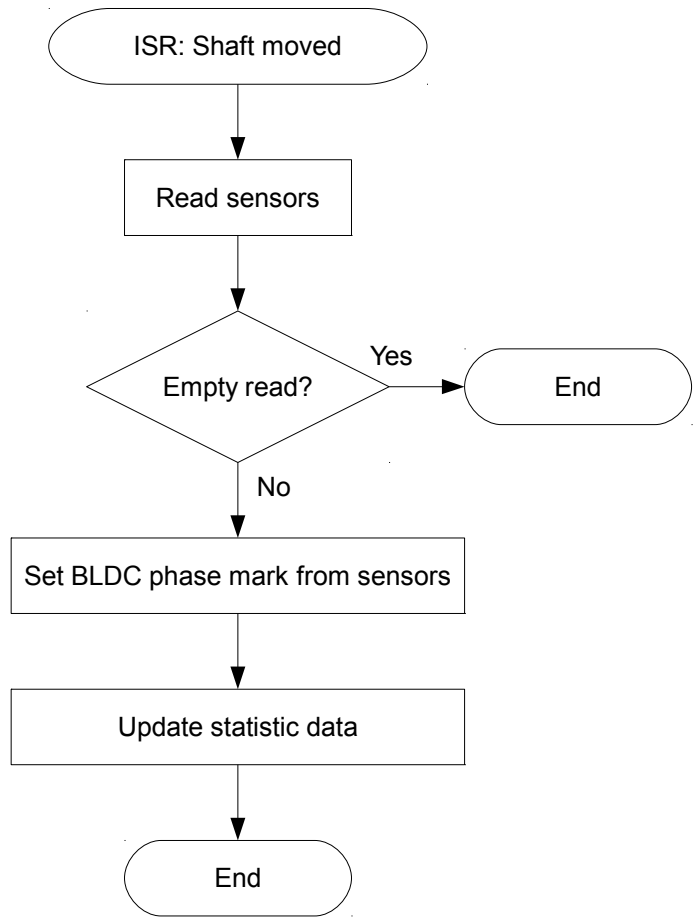 ISR: Shaft moved
Read sensors
Empty read?
Yes
End
No
Set BLDC phase mark from sensors
Update statistic data
End